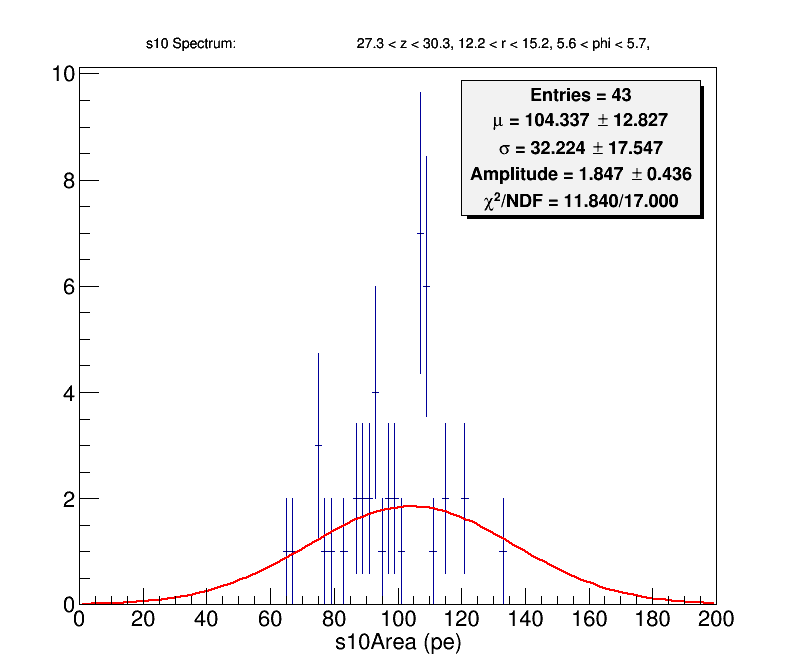 s10 Spectrum: 27.3 < z < 30.3, 12.2 < r < 15.2, 5.6 < phi < 5.7,
Entries = 43
μ = 104.337 ± 12.827
σ = 32.224 ± 17.547
Amplitude = 1.847 ± 0.436
χ²/NDF = 11.840/17.000
10
8
6
4
2
0
0 20 40 60 80 100 120 140 160 180 200
s10Area (pe)